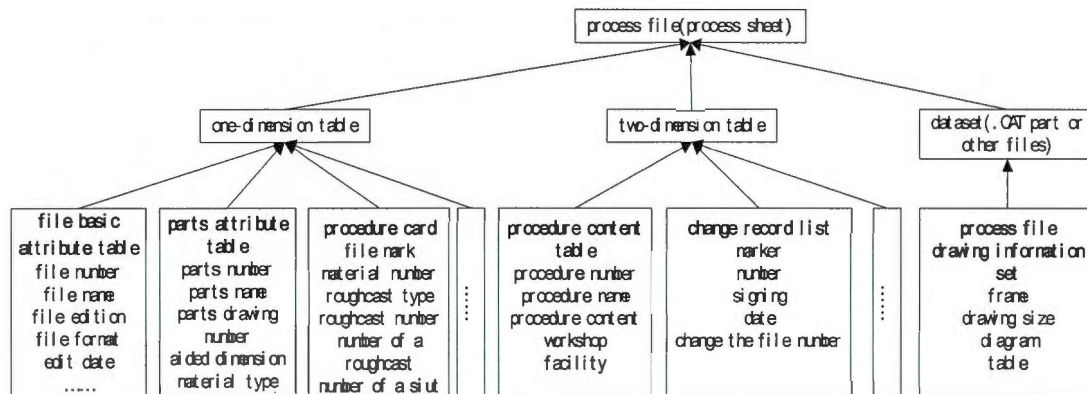 process file(process sheet)
one-dimension table
two-dimension table
dataset(.CAT part or
other files)
file basic
attribute table
file number
file name
file edition
file format
edit date
......
parts attribute
table
parts number
parts name
parts drawing
number
aided dimension
material type
procedure card
file mark
material number
roughcast type
roughcast number
number of a
roughcast
number of a siut
......
procedure content
table
procedure number
procedure name
procedure content
workshop
facility
change record list
marker
number
signing
date
change the file number
......
process file
drawing information
set
frame
drawing size
diagram
table